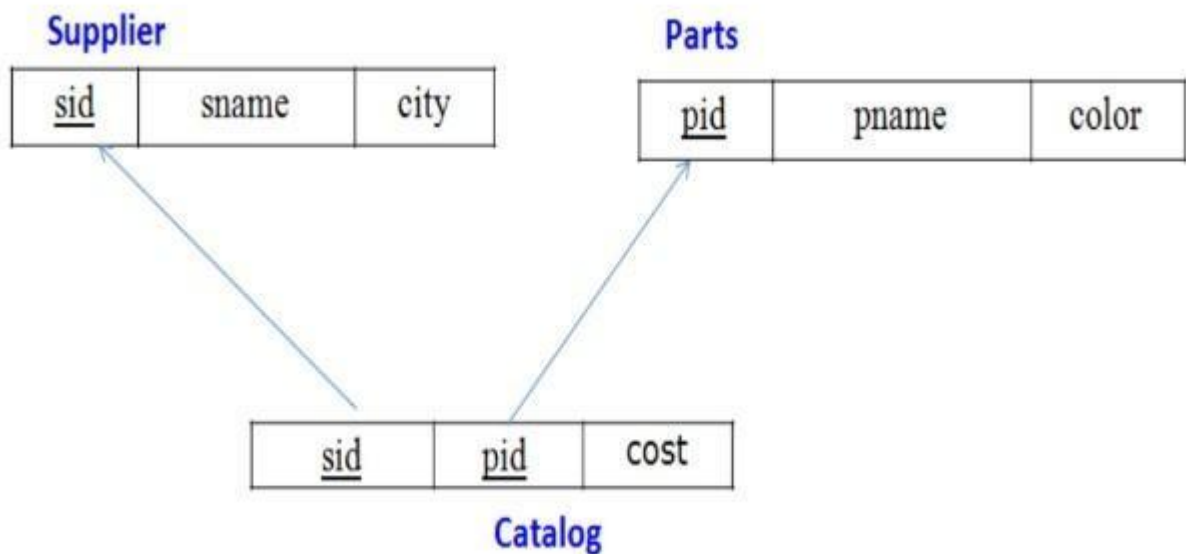 Supplier
sid sname city
Parts
pid pname color
sid pid cost
Catalog